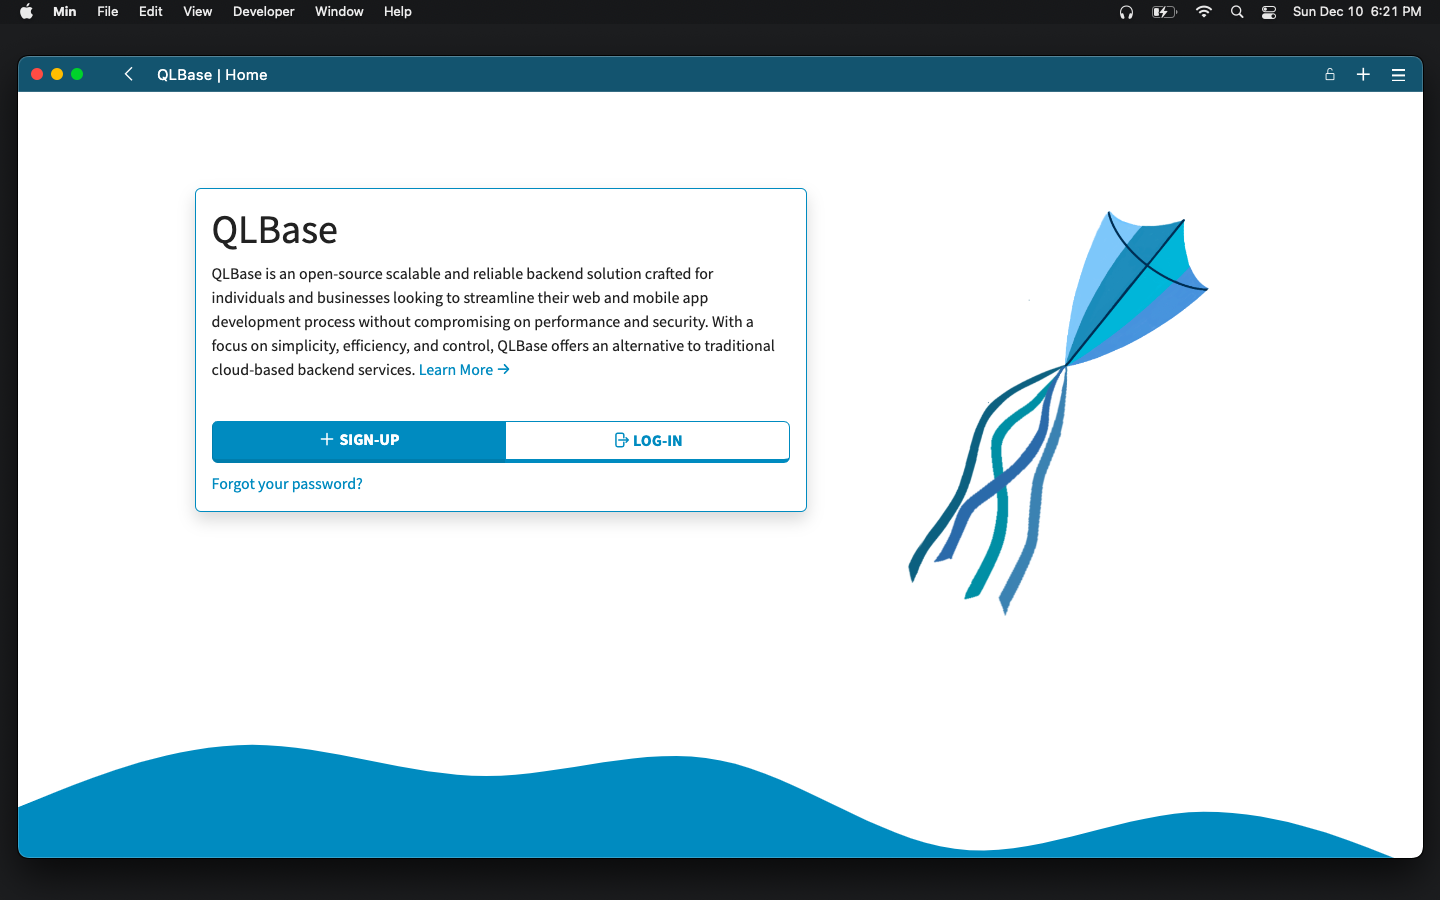 Min File Edit View Developer Window Help Sun Dec 10 6:21 PM
QLBase | Home
QLBase
QLBase is an open-source scalable and reliable backend solution crafted for
individuals and businesses looking to streamline their web and mobile app
development process without compromising on performance and security. With a
focus on simplicity, efficiency, and control, QLBase offers an alternative to traditional
cloud-based backend services. Learn More →
+ SIGN-UP LOG-IN
Forgot your password?